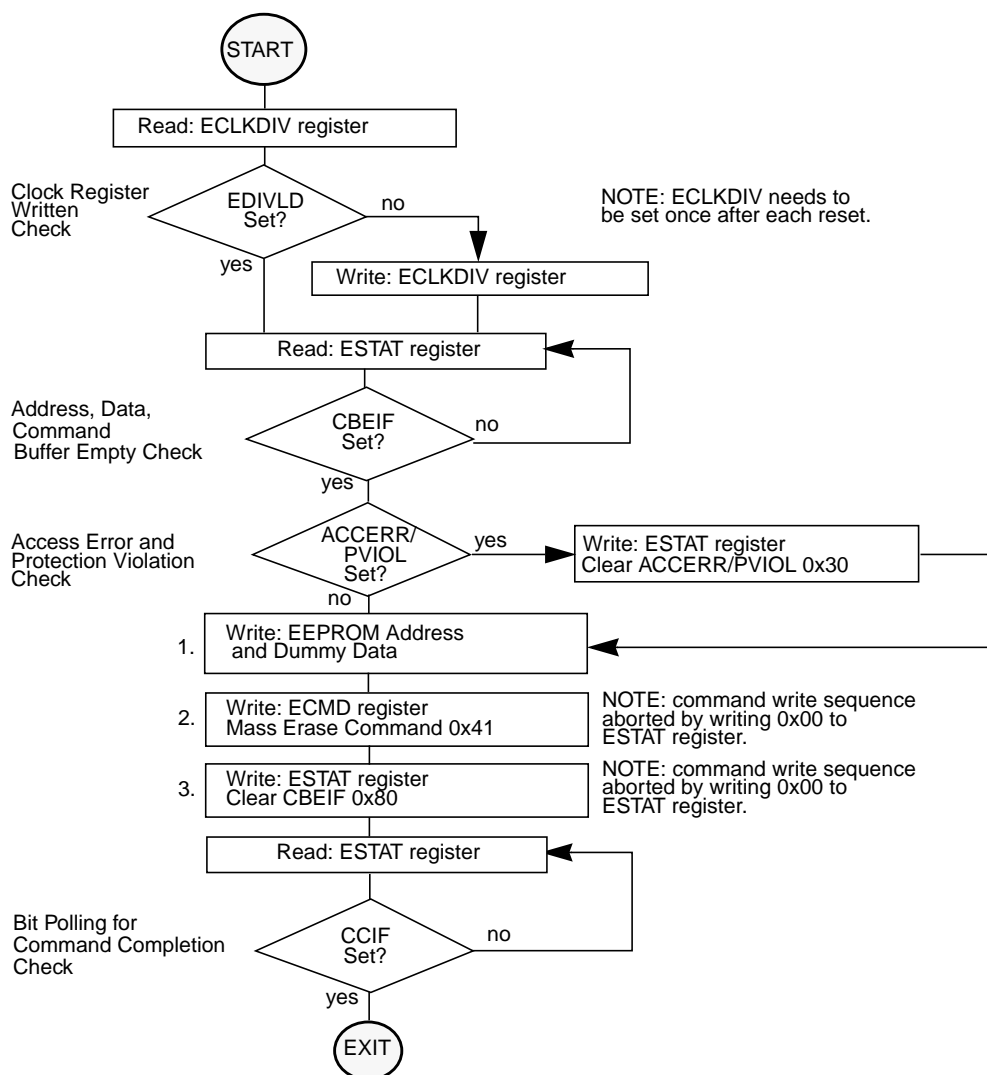 START
Read: ECLKDIV register
Clock Register
Written
Check
EDIVLD
Set?
no
yes
NOTE: ECLKDIV needs to
be set once after each reset.
Write: ECLKDIV register
Read: ESTAT register
Address, Data,
Command
Buffer Empty Check
CBEIF
Set?
no
yes
Access Error and
Protection Violation
Check
ACCERR/
PVIOL
Set?
yes
no
Write: ESTAT register
Clear ACCERR/PVIOL 0x30
1.
Write: EEPROM Address
and Dummy Data
2.
Write: ECMD register
Mass Erase Command 0x41
NOTE: command write sequence
aborted by writing 0x00 to
ESTAT register.
3.
Write: ESTAT register
Clear CBEIF 0x80
NOTE: command write sequence
aborted by writing 0x00 to
ESTAT register.
Read: ESTAT register
Bit Polling for
Command Completion
Check
CCIF
Set?
no
yes
EXIT